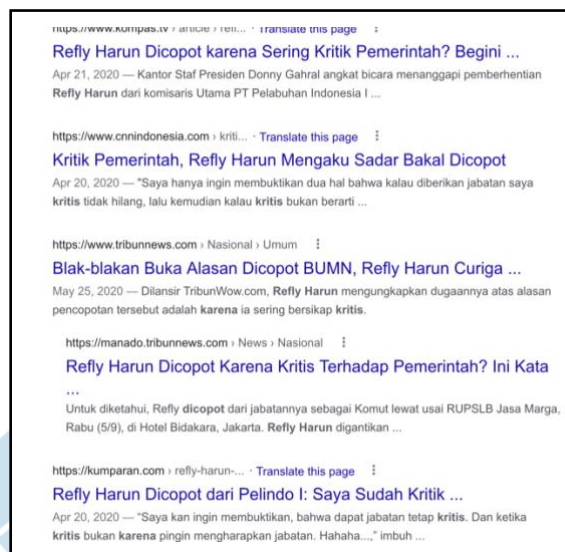 https://www.kompas.tv › article › refl... · Translate this page
Refly Harun Dicopot karena Sering Kritik Pemerintah? Begini ...
Apr 21, 2020 — Kantor Staf Presiden Donny Gahral angkat bicara menanggapi pemberhentian
Refly Harun dari komisaris Utama PT Pelabuhan Indonesia I ...
https://www.cnnindonesia.com › kriti... · Translate this page
Kritik Pemerintah, Refly Harun Mengaku Sadar Bakal Dicopot
Apr 20, 2020 — "Saya hanya ingin membuktikan dua hal bahwa kalau diberikan jabatan saya
kritis tidak hilang, lalu kemudian kalau kritis bukan berarti ...
https://www.tribunnews.com › Nasional › Umum
Blak-blakan Buka Alasan Dicopot BUMN, Refly Harun Curiga ...
May 25, 2020 — Dilansir TribunWow.com, Refly Harun mengungkapkan dugaannya atas alasan
pencopotan tersebut adalah karena ia sering bersikap kritis.
https://manado.tribunnews.com › News › Nasional
Refly Harun Dicopot Karena Kritis Terhadap Pemerintah? Ini Kata
...
Untuk diketahui, Refly dicopot dari jabatannya sebagai Komut lewat usai RUPSLB Jasa Marga,
Rabu (5/9), di Hotel Bidakara, Jakarta. Refly Harun digantikan ...
https://kumparan.com › refly-harun-... · Translate this page
Refly Harun Dicopot dari Pelindo I: Saya Sudah Kritik ...
Apr 20, 2020 — "Saya kan ingin membuktikan, bahwa dapat jabatan tetap kritis. Dan ketika
kritis bukan karena pingin mengharapkan jabatan. Hahaha...," imbuh ...